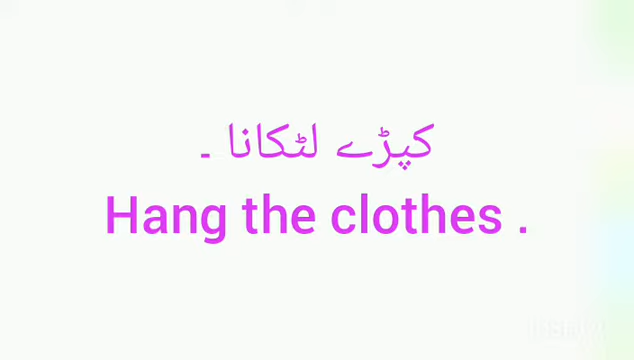 کپڑے لٹکانا ۔
Hang the clothes .